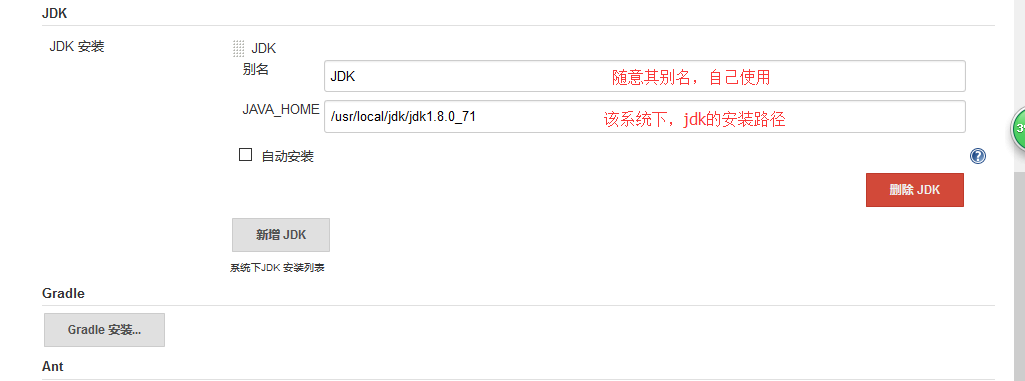 JDK
JDK 安装
JDK
别名
JDK
随意其别名，自己使用
JAVA_HOME
/usr/local/jdk/jdk1.8.0_71
该系统下，jdk的安装路径
自动安装
删除 JDK
新增 JDK
系统下JDK 安装列表
Gradle
Gradle 安装...
Ant